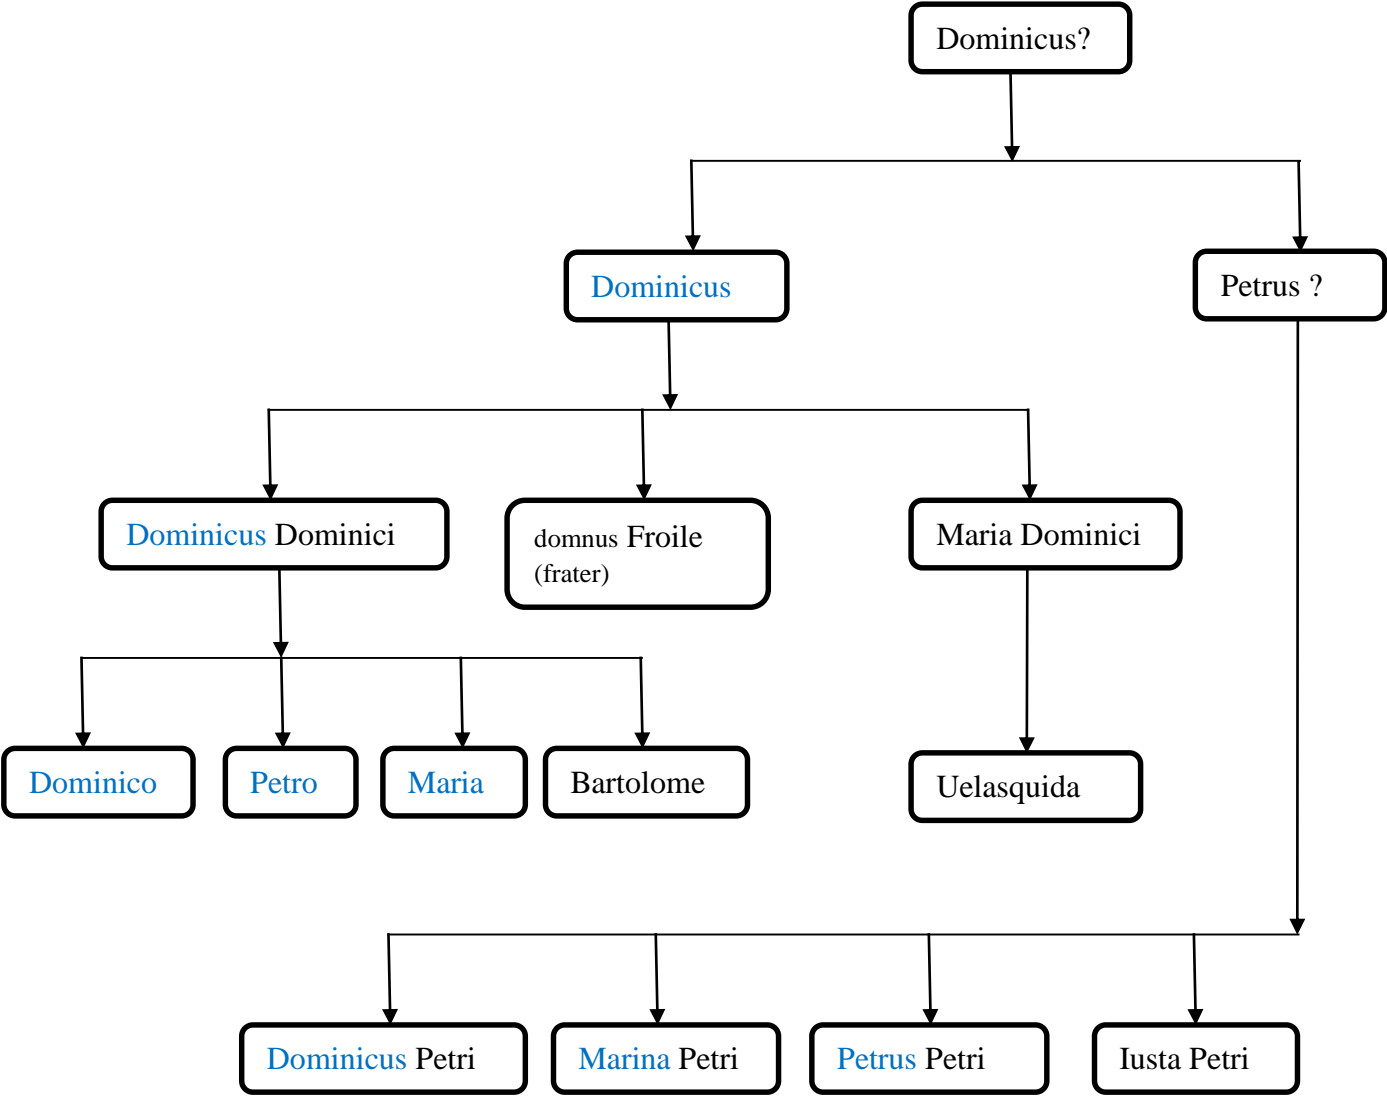 Dominicus?
Dominicus
Petrus ?
Dominicus Dominici
domnus Froile
(frater)
Maria Dominici
Dominico
Petro
Maria
Bartolome
Uelasquida
Dominicus Petri
Marina Petri
Petrus Petri
Iusta Petri